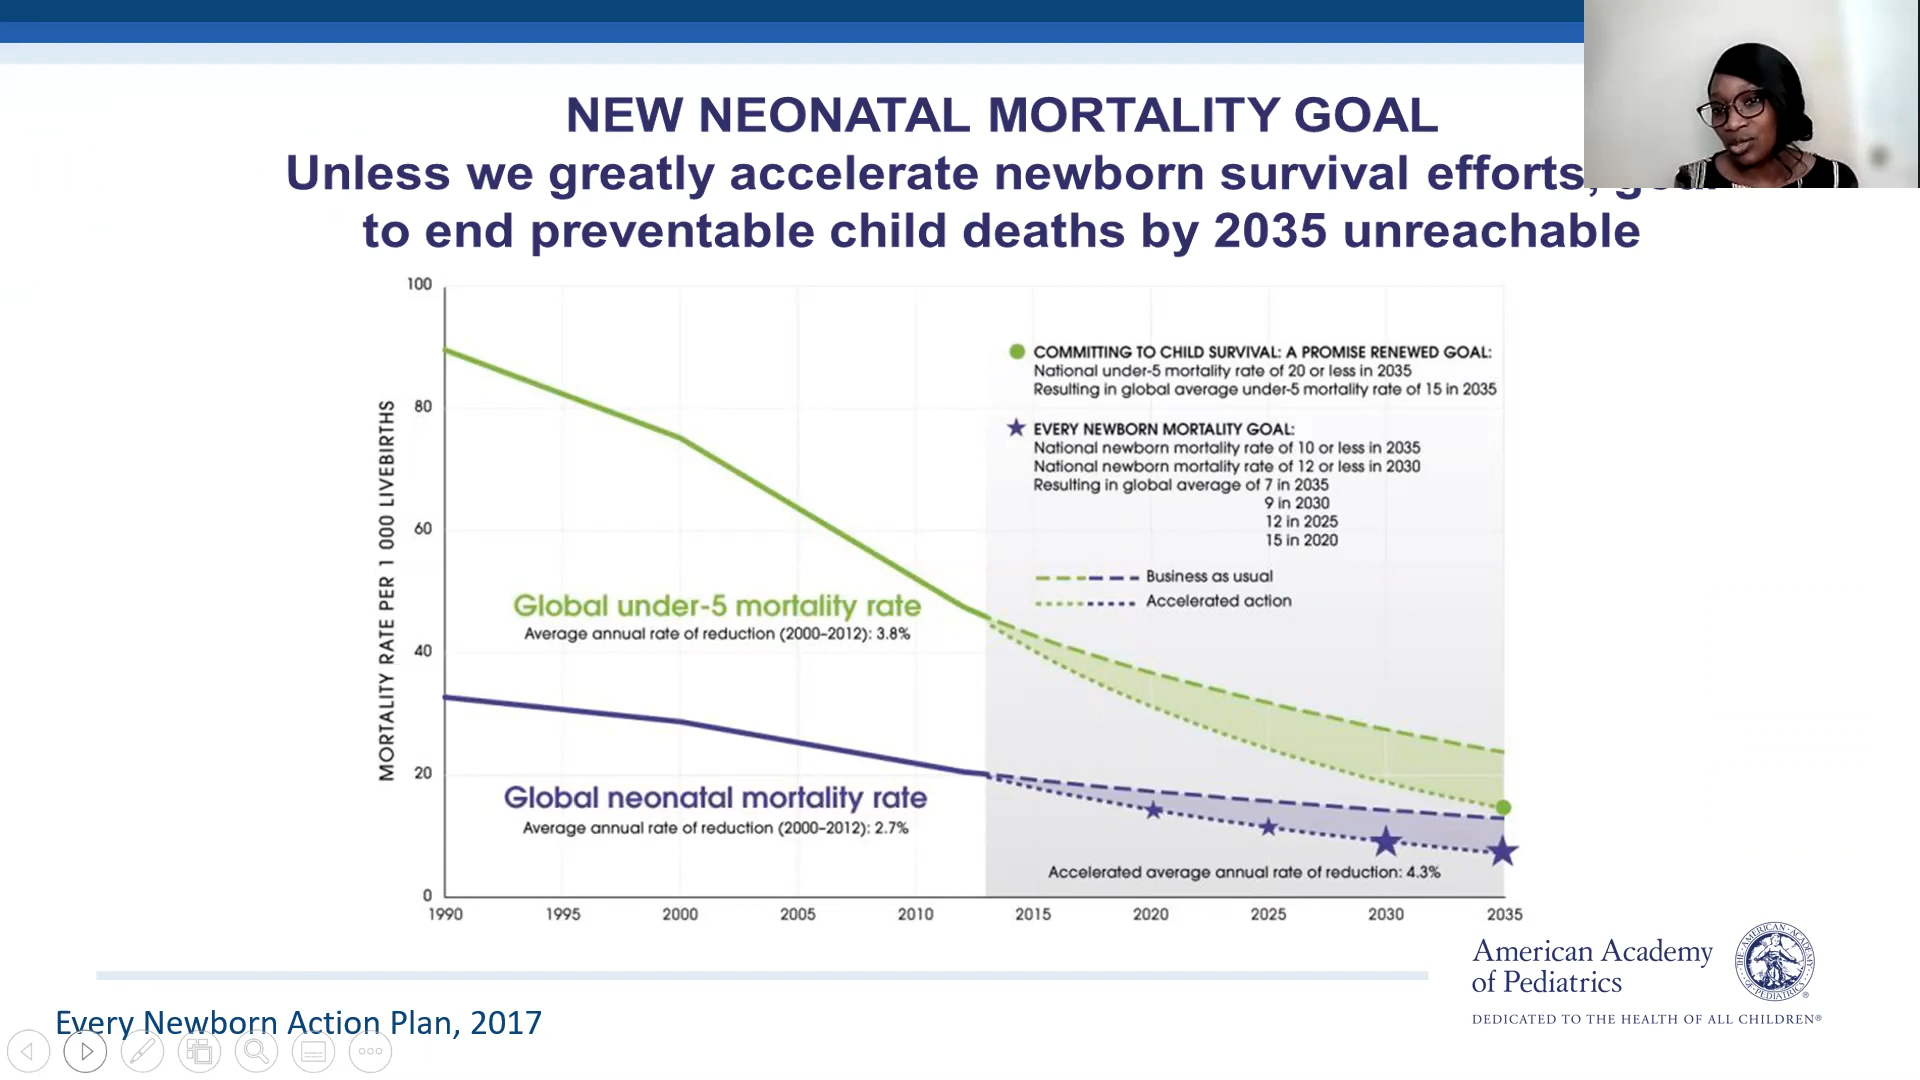 NEW NEONATAL MORTALITY GOAL
Unless we greatly accelerate newborn survival efforts,
to end preventable child deaths by 2035 unreachable
MORTALITY RATE PER 1 000 LIVEBIRTHS
100
80
60
40
20
0
COMMITTING TO CHILD SURVIVAL: A PROMISE RENEWED GOAL:
National under-5 mortality rate of 20 or less in 2035
Resulting in global average under-5 mortality rate of 15 in 2035
EVERY NEWBORN MORTALITY GOAL:
National newborn mortality rate of 10 or less in 2035
National newborn mortality rate of 12 or less in 2030
Resulting in global average of 7 in 2035
9 in 2030
12 in 2025
15 in 2020
Business as usual
Accelerated action
Global under-5 mortality rate
Average annual rate of reduction (2000–2012): 3.8%
Global neonatal mortality rate
Average annual rate of reduction (2000–2012): 2.7%
Accelerated average annual rate of reduction: 4.3%
1990 1995 2000 2005 2010 2015 2020 2025 2030 2035
American Academy
of Pediatrics
DEDICATED TO THE HEALTH OF ALL CHILDREN®
Every Newborn Action Plan, 2017